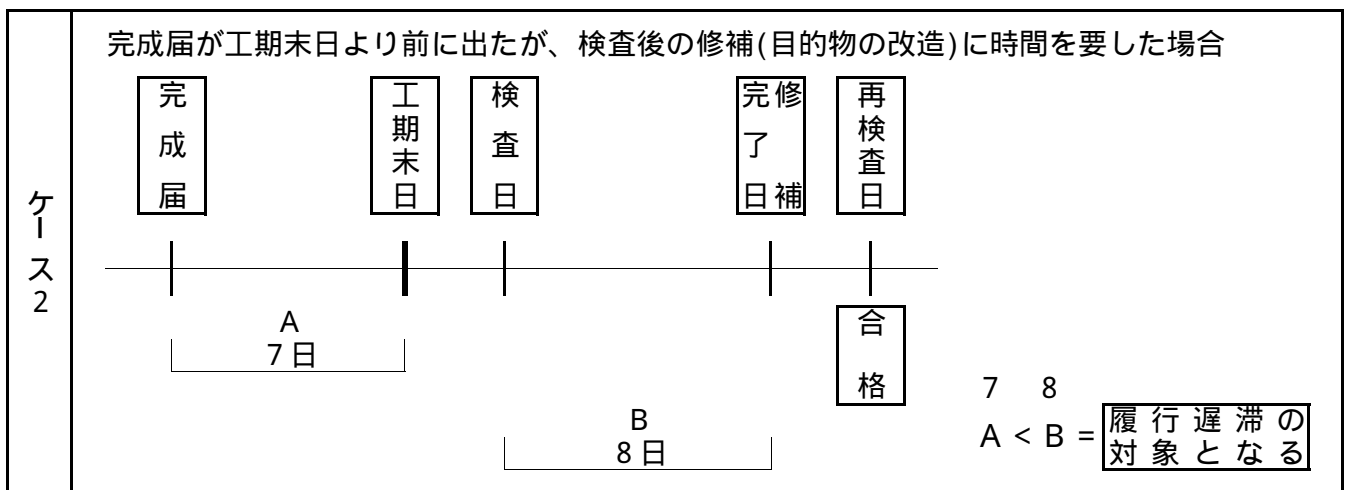 ケース2
完成届が工期末日より前に出たが、検査後の修補(目的物の改造)に時間を要した場合
完成届
工期末日
検査日
修補
完了日
再検査日
A
7日
合格
B
8日
7 8
A < B = 履行遅滞の
対象となる